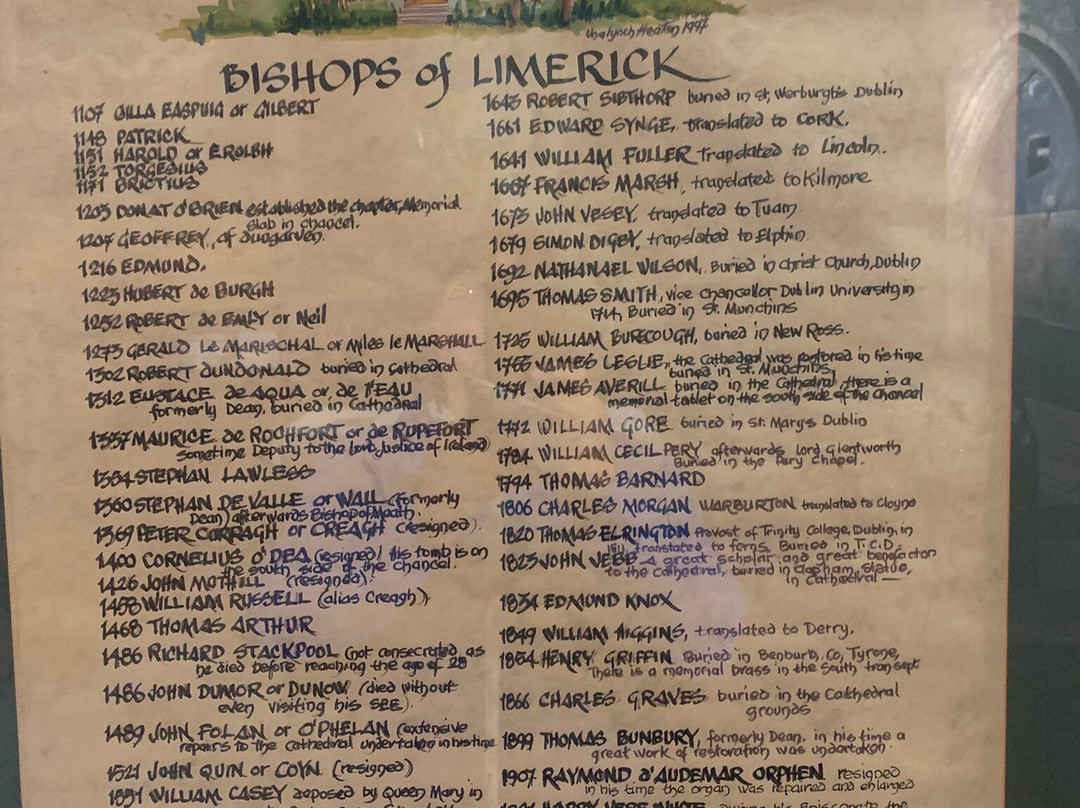 Una Lynch Heaton 1997
BISHOPS of LIMERICK
1107 GILLA EASPUIG or GILBERT
1148 PATRICK
1151 HAROLD or EROLBH
1152 TORGESIUS
1171 BRICTIUS
1203 DONAT O'BRIEN established the chapter, Memorial
slab in chancel.
1207 GEOFFREY, of dungarven.
1216 EDMUND.
1223 HUBERT de BURGH
1252 ROBERT de EMLY or Neil
1273 GERALD Le MARISCHAL or Myles le MARSHALL
1302 ROBERT DUNDONALD buried in Cathedral
1312 EUSTACE de AQUA or, de l'EAU
formerly Dean, buried in Cathedral
1337 MAURICE de ROCHFORT or de RUPEFORT
sometime Deputy to the Lord Justice of Ireland)
1354 STEPHAN LAWLESS
1360 STEPHAN DE VALLE or WALL (formerly
Dean) afterwards Bishop of Meath.
1369 PETER CURRAGH or CREAGH (resigned).
1400 CORNELIUS O'DEA (resigned) his tomb is on
the south side of the chancel.
1426 JOHN MOTHILL (resigned).
1458 WILLIAM RUSSELL (alias Creagh).
1468 THOMAS ARTHUR
1486 RICHARD STACKPOOL (not consecrated as
he died before reaching the age of 28
1486 JOHN DUMOR or DUNOW (died without
even visiting his SEE).
1489 JOHN FOLAN or O'PHELAN (extensive
repairs to the Cathedral undertaken in his time
1521 JOHN QUIN or COYN (resigned)
1551 WILLIAM CASEY deposed by Queen Mary in
1643 ROBERT SIBTHORP buried in St, Werburgh's Dublin
1661 EDWARD SYNGE, translated to CORK.
1641 WILLIAM FULLER Translated to Lincoln.
1667 FRANCIS MARSH, translated to Kilmore
1673 JOHN VESEY, translated to Tuam
1679 SIMON DIGBY, translated to Elphin
1692 NATHANAEL WILSON, Buried in Christ Church, Dublin
1695 THOMAS SMITH, vice chancellor Dublin University in
1714, Buried in St. Munchins
1725 WILLIAM BURSCOUGH, buried in New Ross.
1755 JAMES LESLIE, the Cathedral was restored in his time
buried in St. Munchins,
1771 JAMES AVERILL buried in the Cathedral, there is a
memorial tablet on the south side of the chancel
1772 WILLIAM GORE buried in St. Marys Dublin
1784 WILLIAM CECIL PERY afterwards lord Glentworth
Buried in the Pery Chapel.
1794 THOMAS BARNARD
1806 CHARLES MORGAN WARBURTON translated to Cloyne
1820 THOMAS ELRINGTON Provost of Trinity College, Dublin, in
1811, translated to ferns. Buried in T.C.D.
1823 JOHN JEBB a great scholar and great benefactor
to the Cathedral, buried in Clapham, statue,
in Cathedral
1834 EDMUND KNOX
1849 WILLIAM HIGGINS, translated to Derry.
1854 HENRY GRIFFIN Buried in Benburb, Co, Tyrone,
There is a memorial brass in the South transept
1866 CHARLES GRAVES buried in the Cathedral
grounds
1899 THOMAS BUNBURY, formerly Dean. in his time a
great work of restoration was undertaken.
1907 RAYMOND d'AUDEMAR ORPHEN resigned
in his time the organ was repaired and enlarged